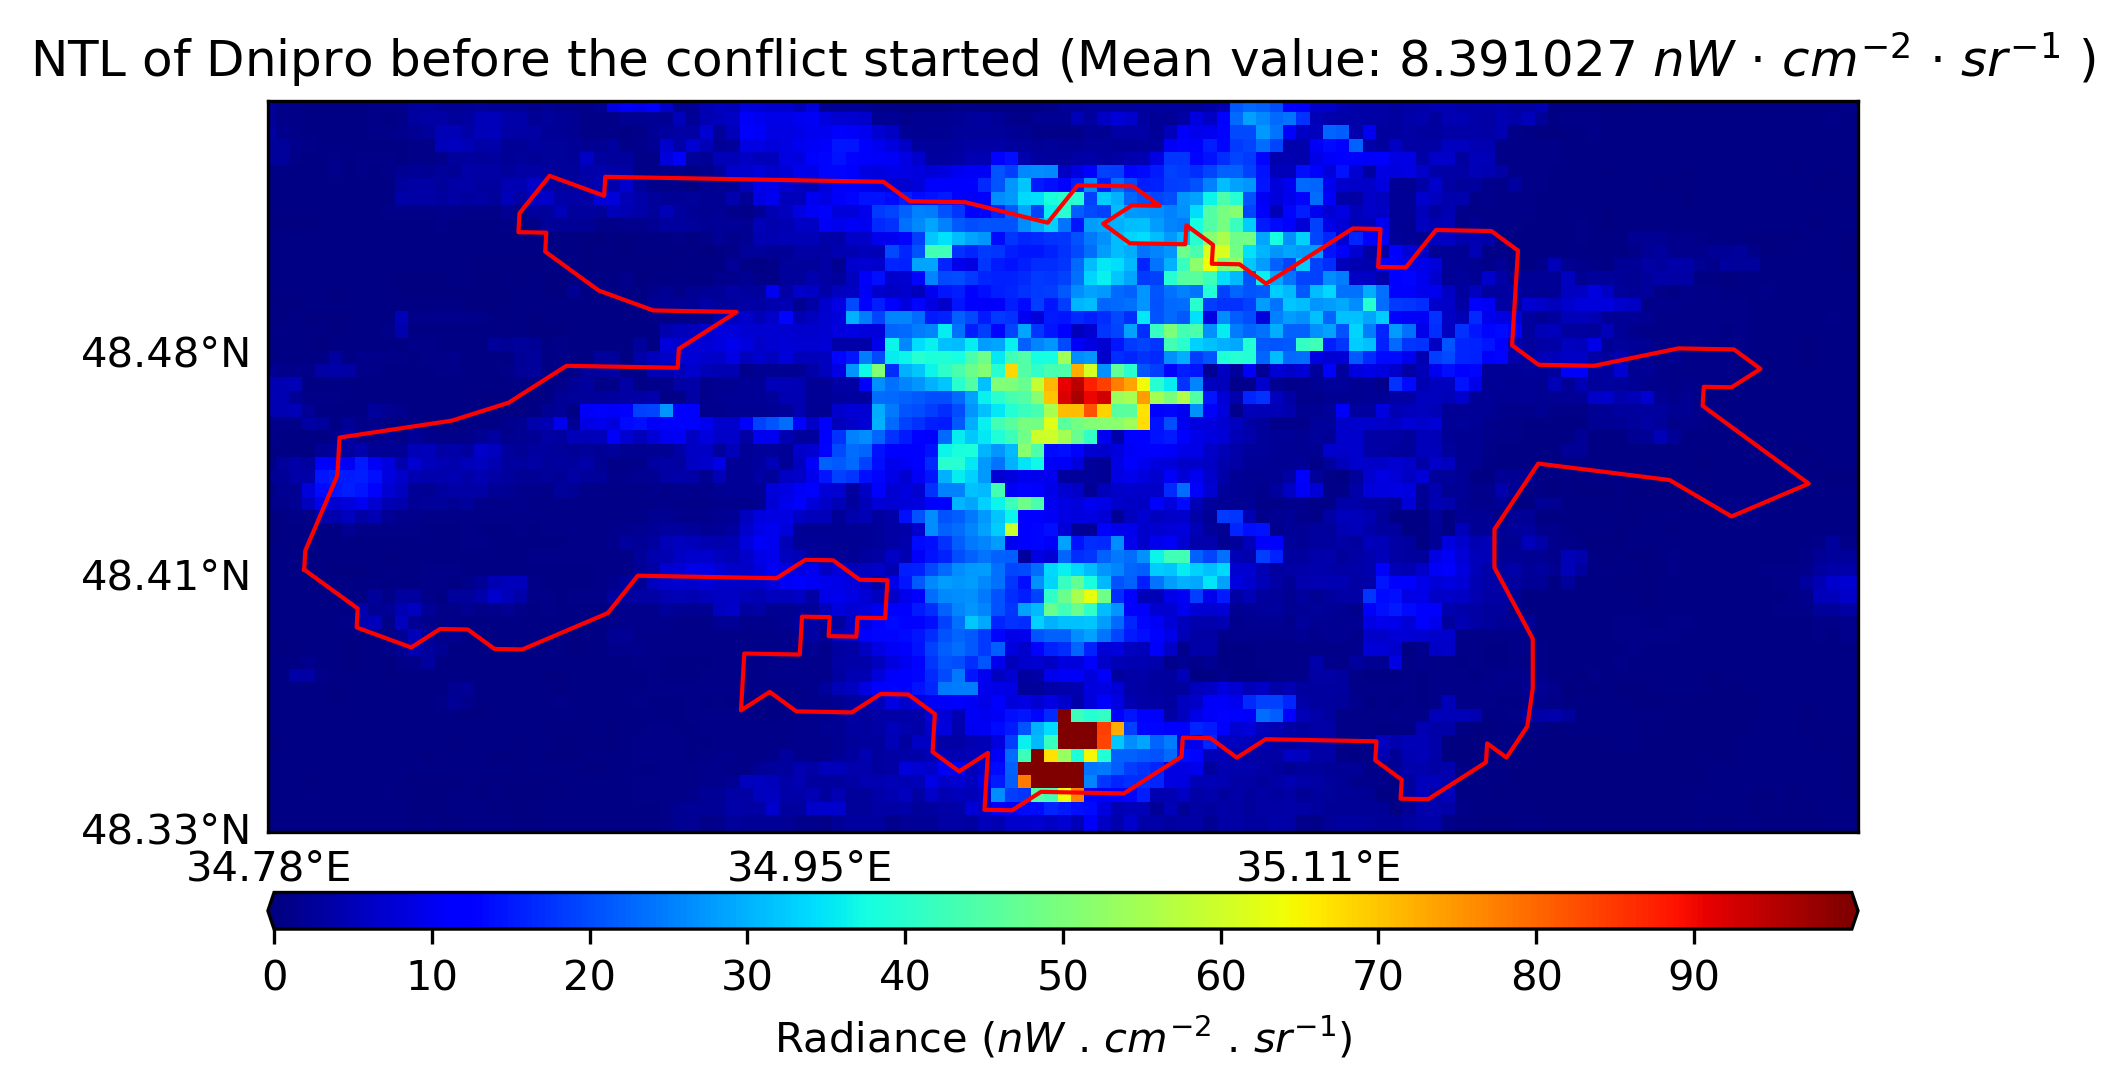 NTL of Dnipro before the conflict started (Mean value: 8.391027 nW · cm⁻² · sr⁻¹ )
48.48°N
48.41°N
48.33°N
34.78°E 34.95°E 35.11°E
0 10 20 30 40 50 60 70 80 90
Radiance (nW . cm⁻² . sr⁻¹)